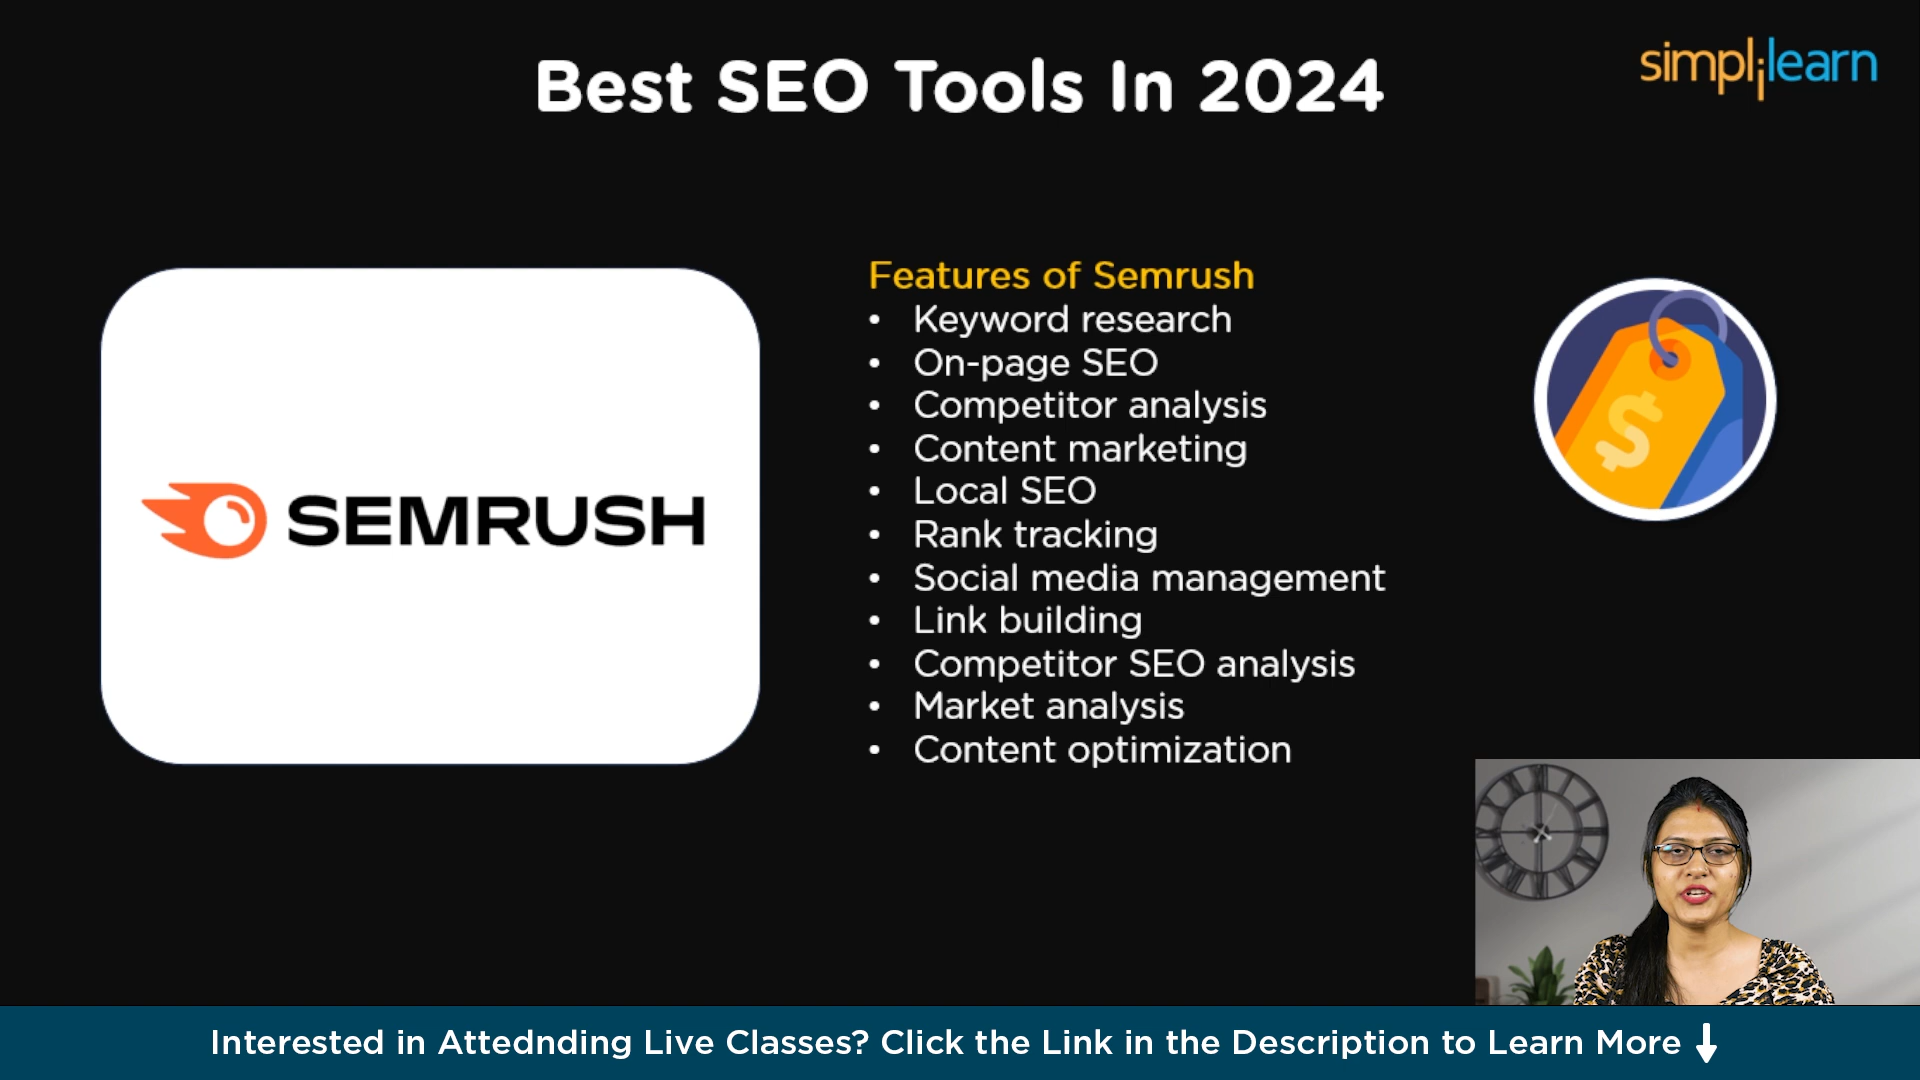 Best SEO Tools In 2024
simplilearn
SEMRUSH
Features of Semrush
• Keyword research
• On-page SEO
• Competitor analysis
• Content marketing
• Local SEO
• Rank tracking
• Social media management
• Link building
• Competitor SEO analysis
• Market analysis
• Content optimization
$
Interested in Attednding Live Classes? Click the Link in the Description to Learn More